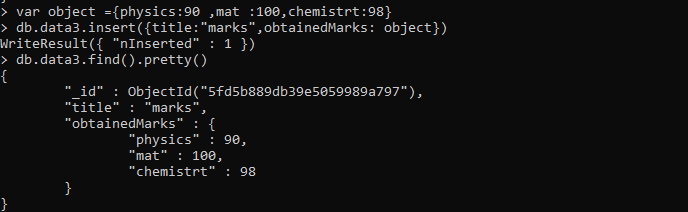 > var object ={physics:90 ,mat :100,chemistrt:98}
> db.data3.insert({title:"marks",obtainedMarks: object})
WriteResult({ "nInserted" : 1 })
> db.data3.find().pretty()
{
        "_id" : ObjectId("5fd5b889db39e5059989a797"),
        "title" : "marks",
        "obtainedMarks" : {
                "physics" : 90,
                "mat" : 100,
                "chemistrt" : 98
        }
}